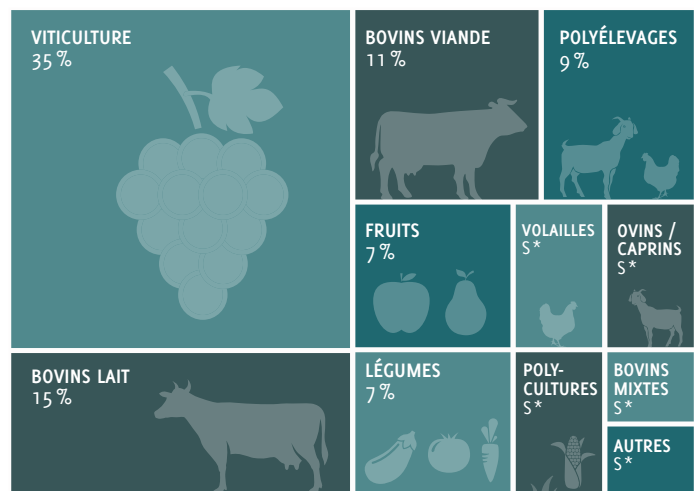 VITICULTURE
35 %
BOVINS VIANDE
11 %
POLYÉLEVAGES
9 %
FRUITS
7 %
VOLAILLES
S*
OVINS /
CAPRINS
S*
BOVINS LAIT
15 %
LÉGUMES
7 %
POLY-
CULTURES
S*
BOVINS
MIXTES
S*
AUTRES
S*